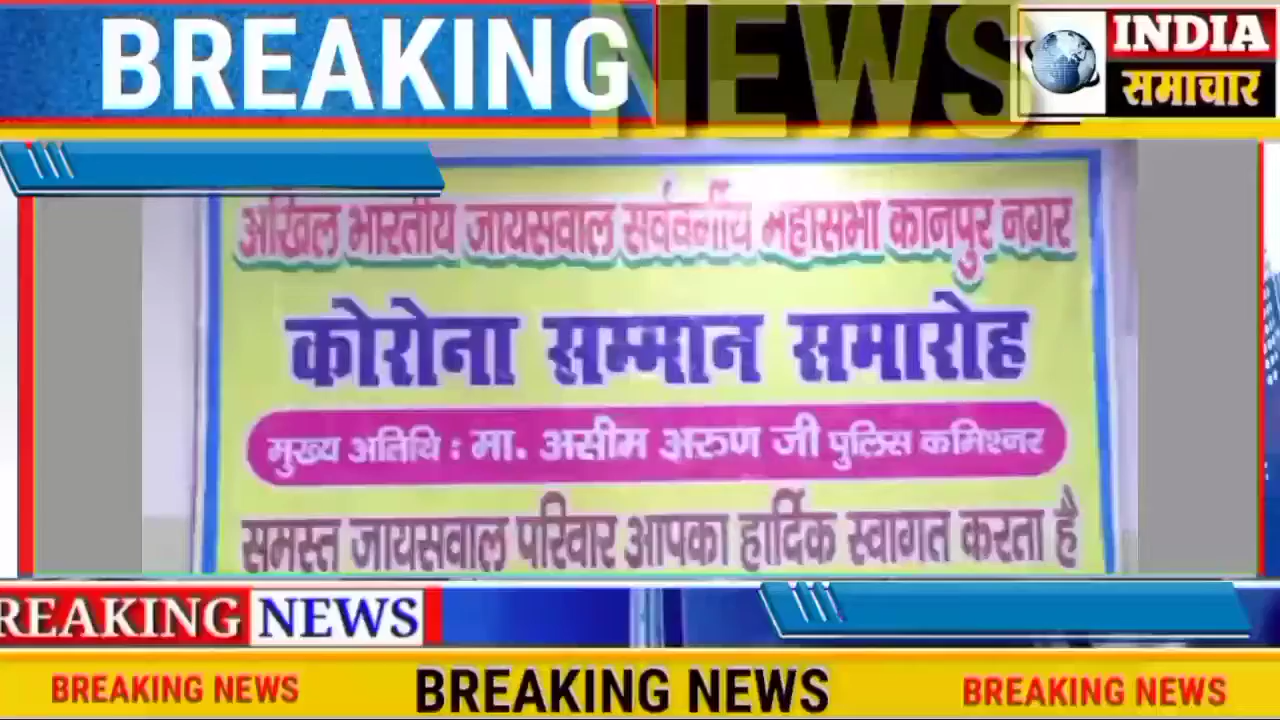 BREAKING NEWS
INDIA
समाचार
अखिल भारतीय जायसवाल सर्ववर्गीय महासभा कानपुर नगर
कोरोना सम्मान समारोह
मुख्य अतिथि : मा. असीम अरुण जी पुलिस कमिश्नर
समस्त जायसवाल परिवार आपका हार्दिक स्वागत करता है
REAKING NEWS
BREAKING NEWS BREAKING NEWS BREAKING NEWS